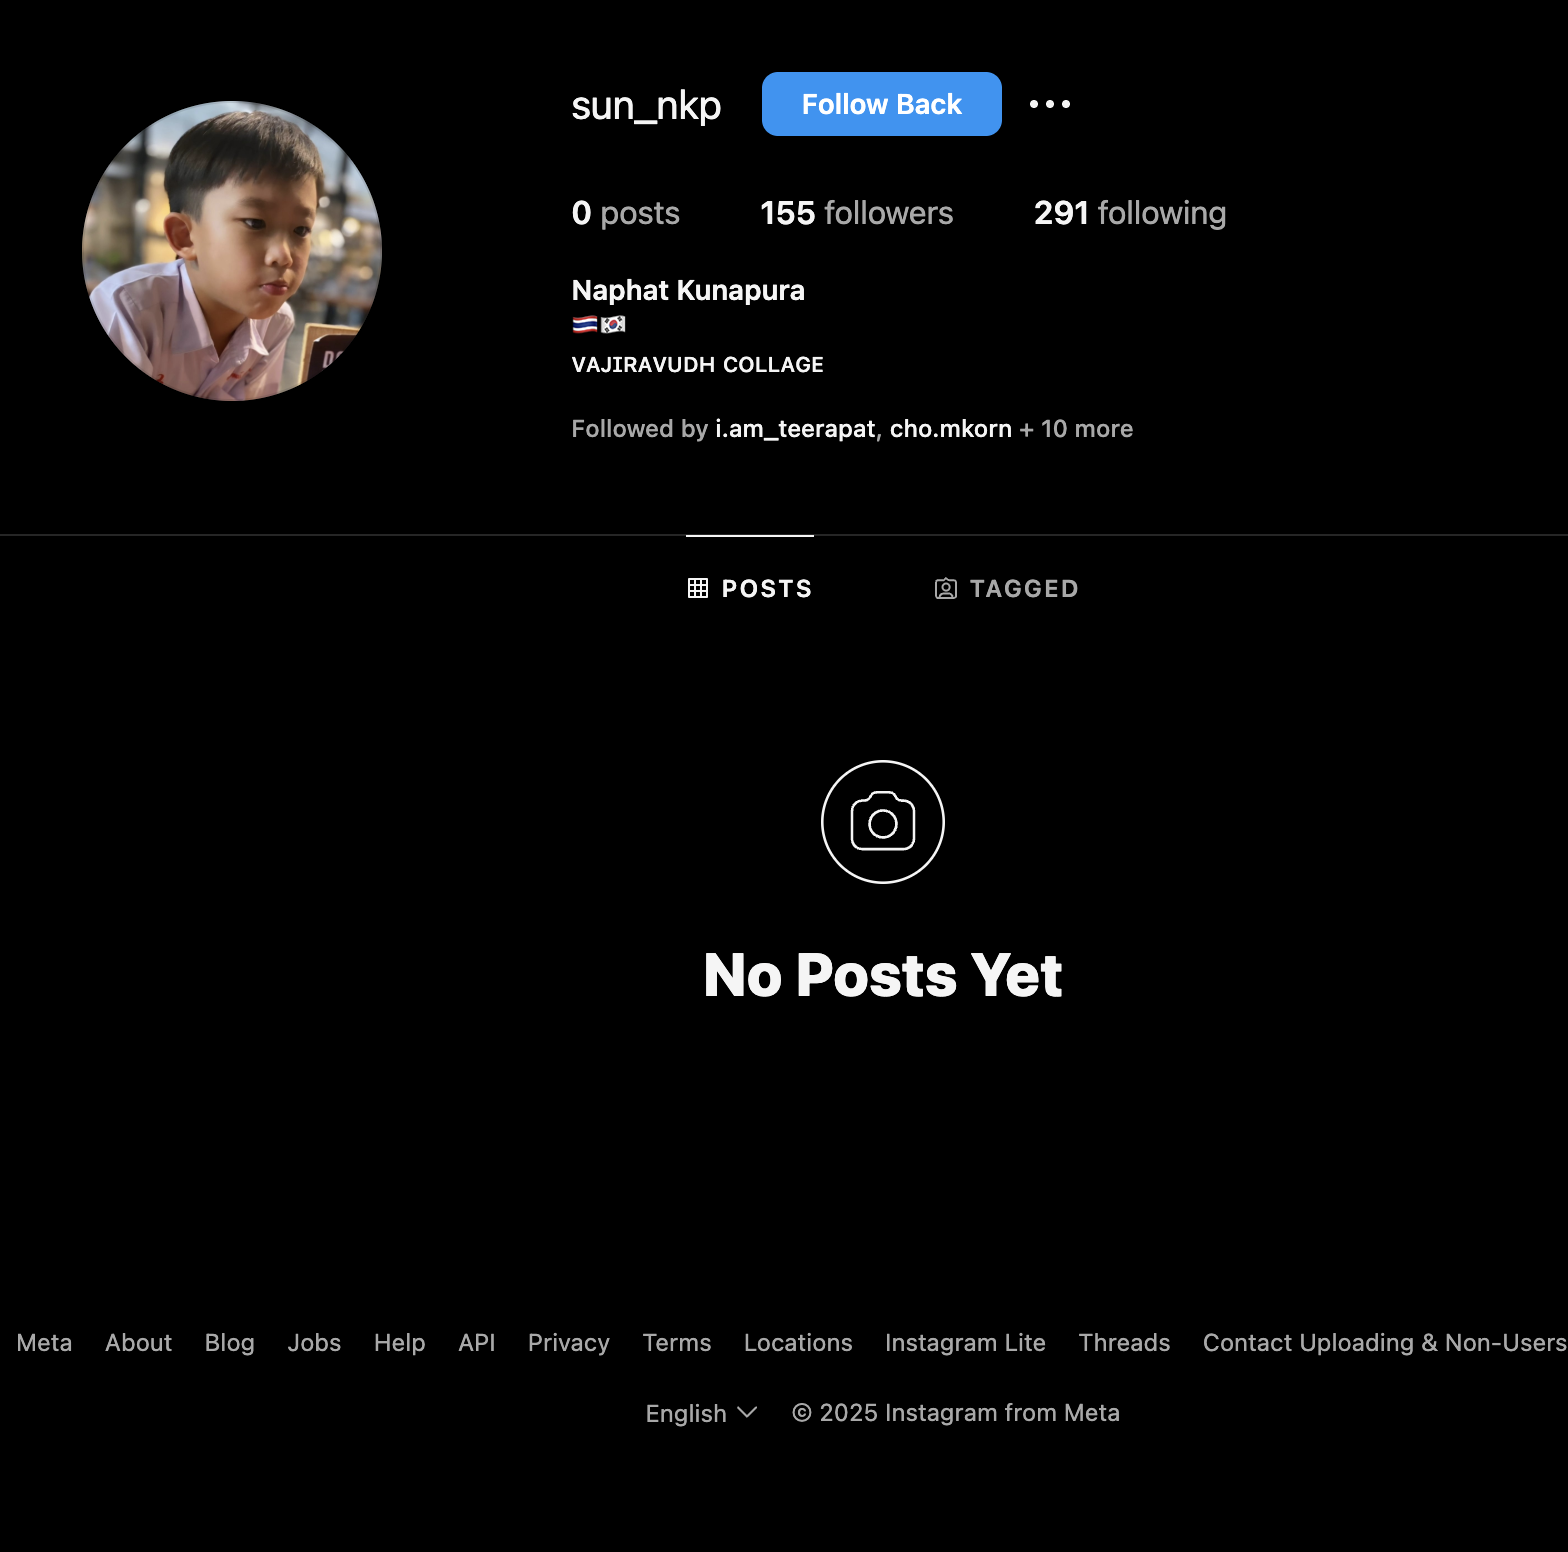 sun_nkp Follow Back
0 posts 155 followers 291 following
Naphat Kunapura
🇹🇭🇰🇷
VAJIRAVUDH COLLAGE
Followed by i.am_teerapat, cho.mkorn + 10 more
POSTS TAGGED
No Posts Yet
Meta About Blog Jobs Help API Privacy Terms Locations Instagram Lite Threads Contact Uploading & Non-Users
English © 2025 Instagram from Meta